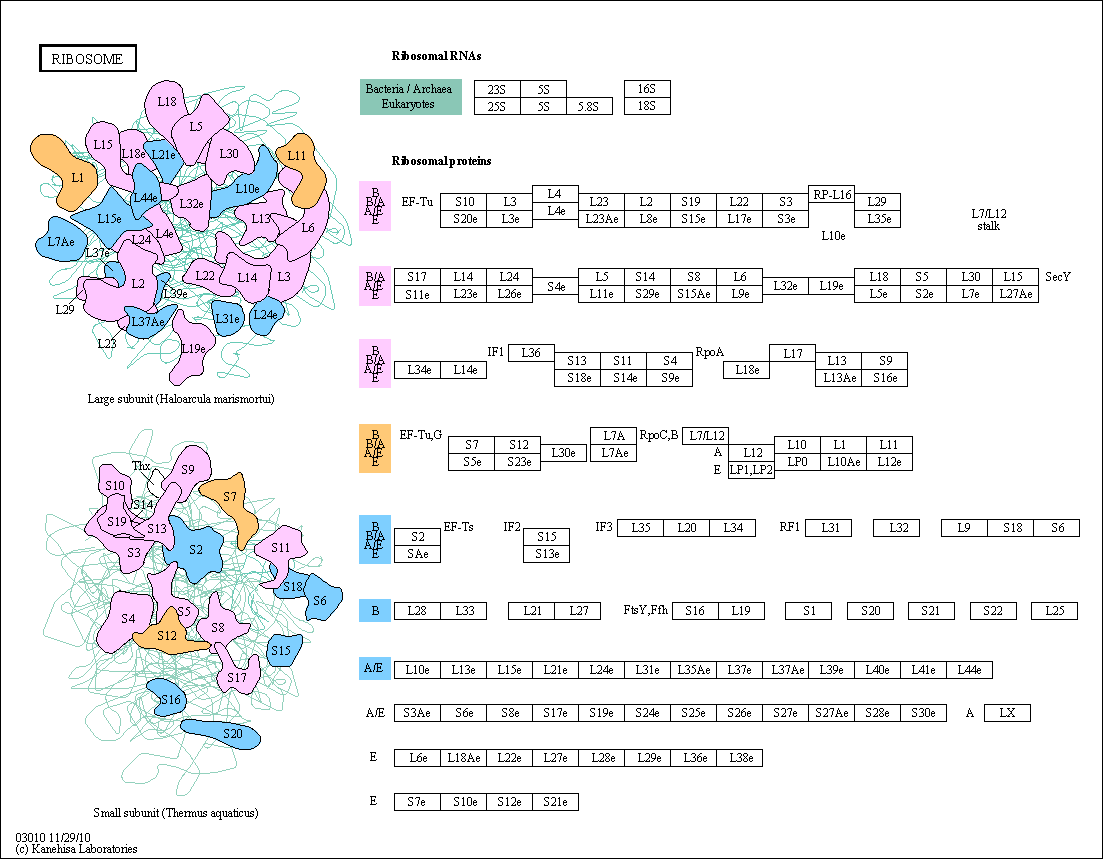 RIBOSOME
L18
L5
L15
L18e
L21e
L30
L11
L1
L10e
L44e
L32e
L15e
L13
L6
L7Ae
L4e
L24
L37e
L2
L22
L14
L3
L39e
L29
L37Ae
L31e
L24e
L23
L19e
Large subunit (Haloarcula marismortui)
Thx
S9
S10
S7
S14
S19
S13
S3
S2
S11
S18
S6
S4
S5
S12
S8
S15
S17
S16
S20
Small subunit (Thermus aquaticus)
03010 11/29/10
(c) Kanehisa Laboratories
Ribosomal RNAs
Bacteria / Archaea 23S 5S 16S
Eukaryotes 25S 5S 5.8S 18S
Ribosomal proteins
B
B/A
A/E
E
EF-Tu S10 L3 L4 L23 L2 S19 L22 S3 RP-L16 L29
S20e L3e L4e L23Ae L8e S15e L17e S3e L10e L35e
L7/L12
stalk
B/A
A/E
E
S17 L14 L24 L5 S14 S8 L6 L18 S5 L30 L15 SecY
S11e L23e L26e S4e L11e S29e S15Ae L9e L32e L19e L5e S2e L7e L27Ae
B
B/A
A/E
E
IF1 L36 S13 S11 S4 RpoA L17 L13 S9
L34e L14e S18e S14e S9e L18e L13Ae S16e
B
B/A
A/E
E
EF-Tu,G S7 S12 L7A RpoC,B L7/L12 L10 L1 L11
S5e S23e L30e L7Ae A L12 LP0 L10Ae L12e
E LP1,LP2
B
B/A
A/E
E
S2 EF-Ts IF2 S15 IF3 L35 L20 L34 RF1 L31 L32 L9 S18 S6
SAe S13e
B L28 L33 L21 L27 FtsY,Ffh S16 L19 S1 S20 S21 S22 L25
A/E L10e L13e L15e L21e L24e L31e L35Ae L37e L37Ae L39e L40e L41e L44e
A/E S3Ae S6e S8e S17e S19e S24e S25e S26e S27e S27Ae S28e S30e A LX
E L6e L18Ae L22e L27e L28e L29e L36e L38e
E S7e S10e S12e S21e